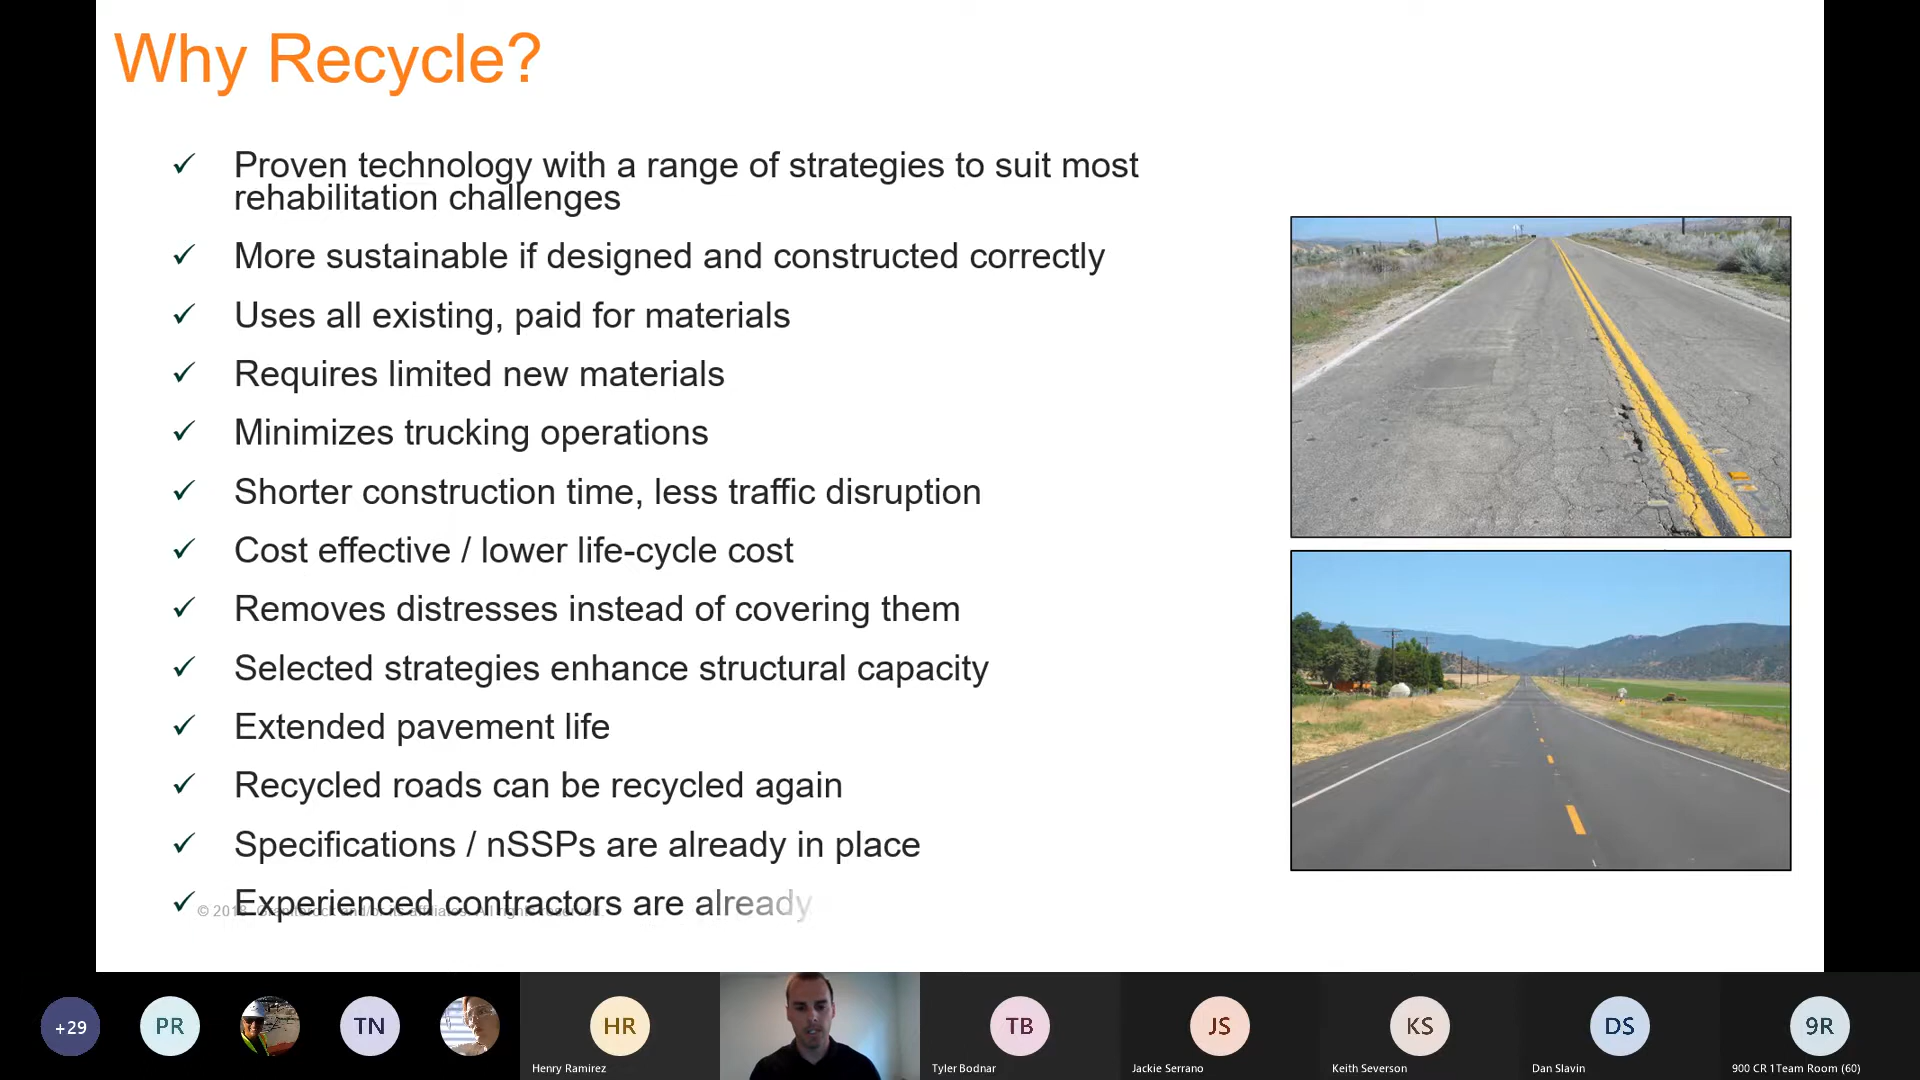 Why Recycle?
✓ Proven technology with a range of strategies to suit most
rehabilitation challenges
✓ More sustainable if designed and constructed correctly
✓ Uses all existing, paid for materials
✓ Requires limited new materials
✓ Minimizes trucking operations
✓ Shorter construction time, less traffic disruption
✓ Cost effective / lower life-cycle cost
✓ Removes distresses instead of covering them
✓ Selected strategies enhance structural capacity
✓ Extended pavement life
✓ Recycled roads can be recycled again
✓ Specifications / nSSPs are already in place
✓ Experienced contractors are already
+29
PR
TN
HR
TB
JS
KS
DS
9R
Henry Ramirez
Tyler Bodnar
Jackie Serrano
Keith Severson
Dan Slavin
900 CR 1Team Room (60)